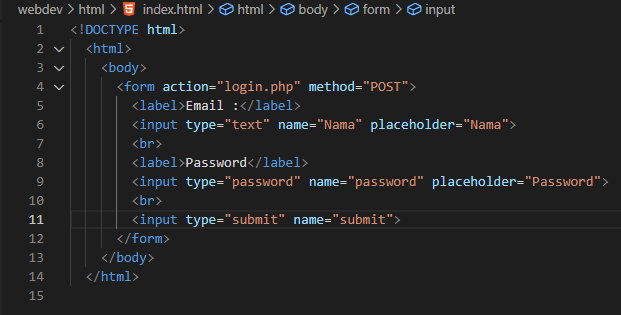 webdev > html > index.html > html > body > form > input
1 <!DOCTYPE html>
2 <html>
3 <body>
4 <form action="login.php" method="POST">
5 <label>Email :</label>
6 <input type="text" name="Nama" placeholder="Nama">
7 <br>
8 <label>Password</label>
9 <input type="password" name="password" placeholder="Password">
10 <br>
11 <input type="submit" name="submit">
12 </form>
13 </body>
14 </html>
15